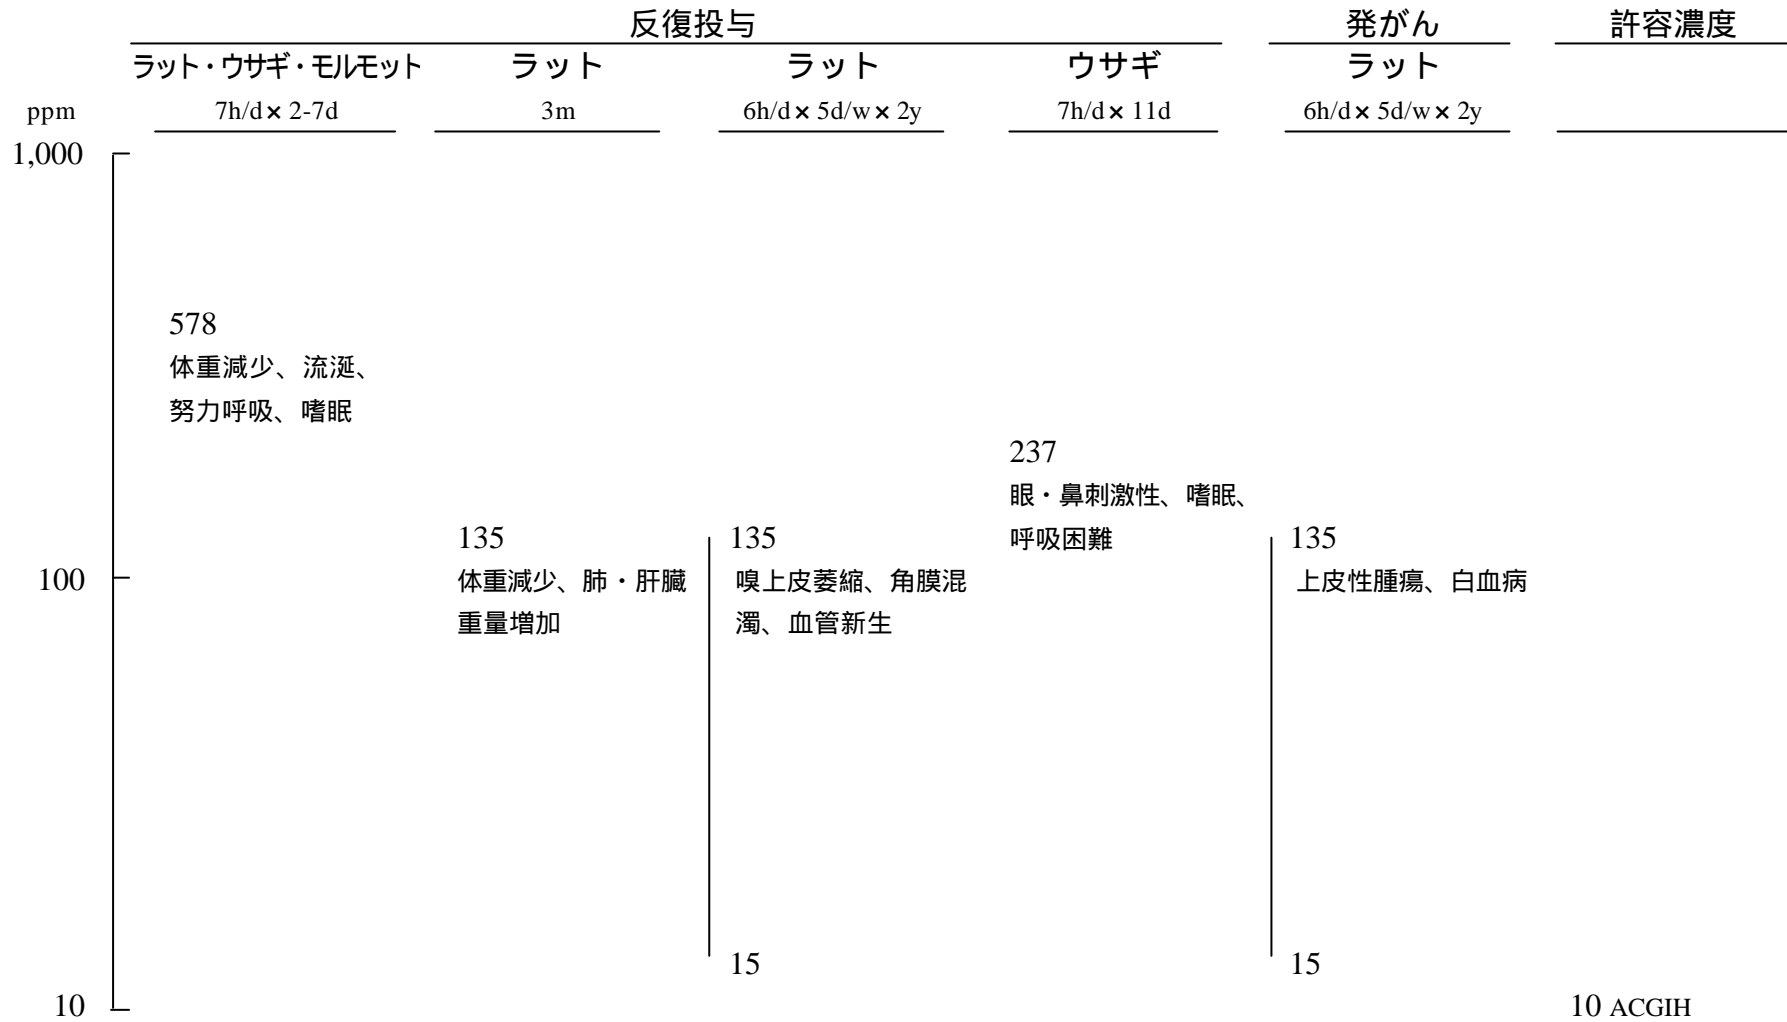 反復投与 発がん 許容濃度
ラット・ウサギ・モルモット ラット ラット ウサギ ラット
ppm 7h/d × 2-7d 3m 6h/d × 5d/w × 2y 7h/d × 11d 6h/d × 5d/w × 2y
1,000
578
体重減少、流涎、
努力呼吸、嗜眠
237
眼・鼻刺激性、嗜眠、
呼吸困難
135
体重減少、肺・肝臓
重量増加
135
嗅上皮萎縮、角膜混
濁、血管新生
135
上皮性腫瘍、白血病
100
15
15
10
10 ACGIH